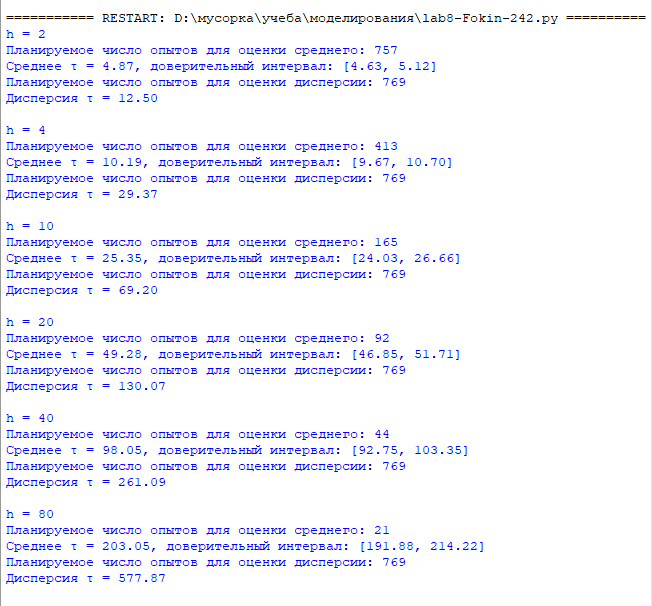 =========== RESTART: D:\мусорка\учеба\моделирования\lab8-Fokin-242.py ==========
h = 2
Планируемое число опытов для оценки среднего: 757
Среднее τ = 4.87, доверительный интервал: [4.63, 5.12]
Планируемое число опытов для оценки дисперсии: 769
Дисперсия τ = 12.50
h = 4
Планируемое число опытов для оценки среднего: 413
Среднее τ = 10.19, доверительный интервал: [9.67, 10.70]
Планируемое число опытов для оценки дисперсии: 769
Дисперсия τ = 29.37
h = 10
Планируемое число опытов для оценки среднего: 165
Среднее τ = 25.35, доверительный интервал: [24.03, 26.66]
Планируемое число опытов для оценки дисперсии: 769
Дисперсия τ = 69.20
h = 20
Планируемое число опытов для оценки среднего: 92
Среднее τ = 49.28, доверительный интервал: [46.85, 51.71]
Планируемое число опытов для оценки дисперсии: 769
Дисперсия τ = 130.07
h = 40
Планируемое число опытов для оценки среднего: 44
Среднее τ = 98.05, доверительный интервал: [92.75, 103.35]
Планируемое число опытов для оценки дисперсии: 769
Дисперсия τ = 261.09
h = 80
Планируемое число опытов для оценки среднего: 21
Среднее τ = 203.05, доверительный интервал: [191.88, 214.22]
Планируемое число опытов для оценки дисперсии: 769
Дисперсия τ = 577.87